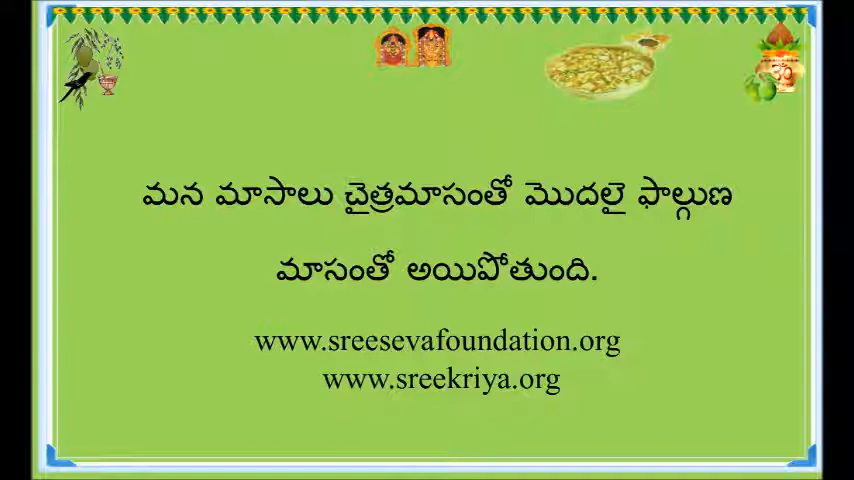 మన మాసాలు చైత్రమాసంతో మొదలై ఫాల్గుణ
మాసంతో అయిపోతుంది.
www.sreesevafoundation.org
www.sreekriya.org